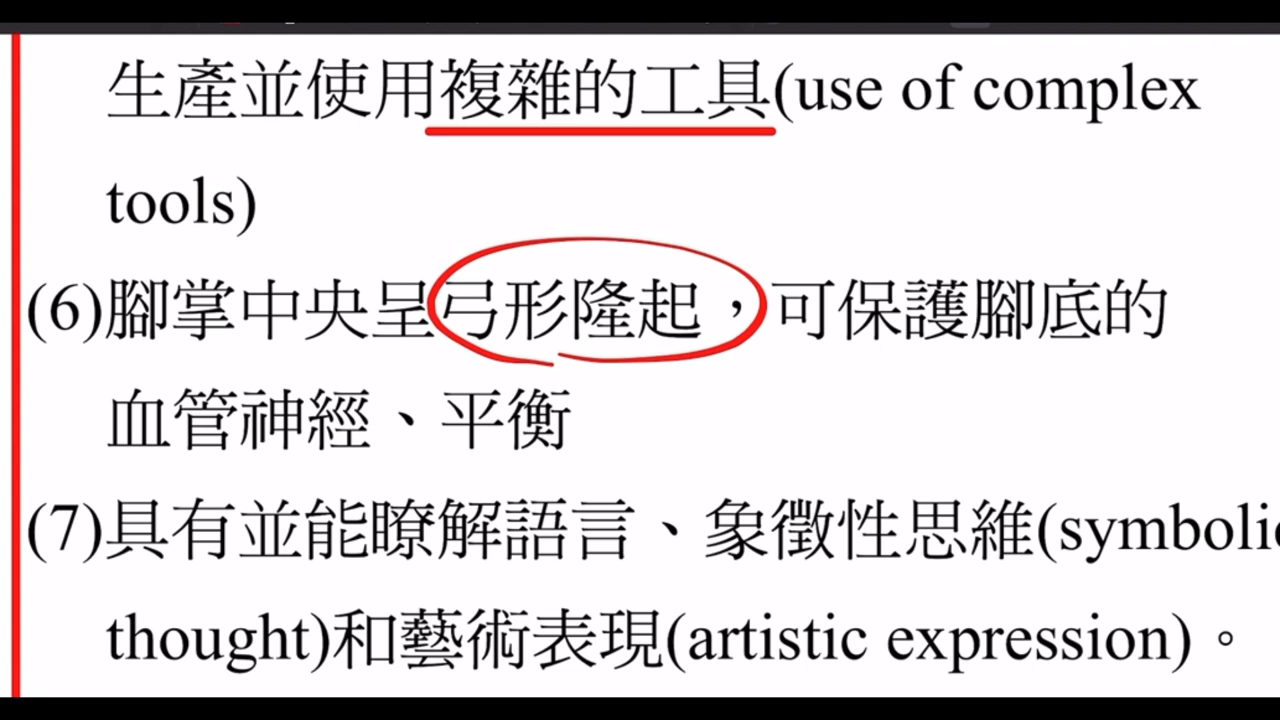 生產並使用複雜的工具(use of complex
tools)
(6)腳掌中央呈弓形隆起，可保護腳底的
血管神經、平衡
(7)具有並能瞭解語言、象徵性思維(symbolic
thought)和藝術表現(artistic expression)。